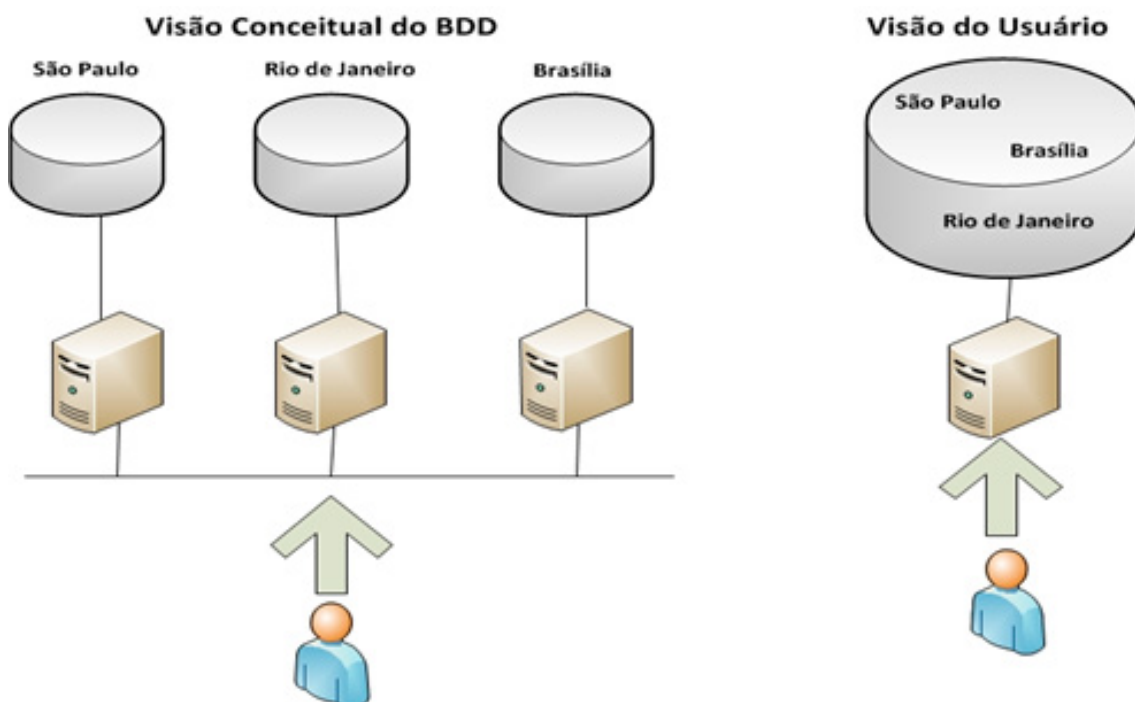 Visão Conceitual do BDD
São Paulo
Rio de Janeiro
Brasília
Visão do Usuário
São Paulo
Brasília
Rio de Janeiro